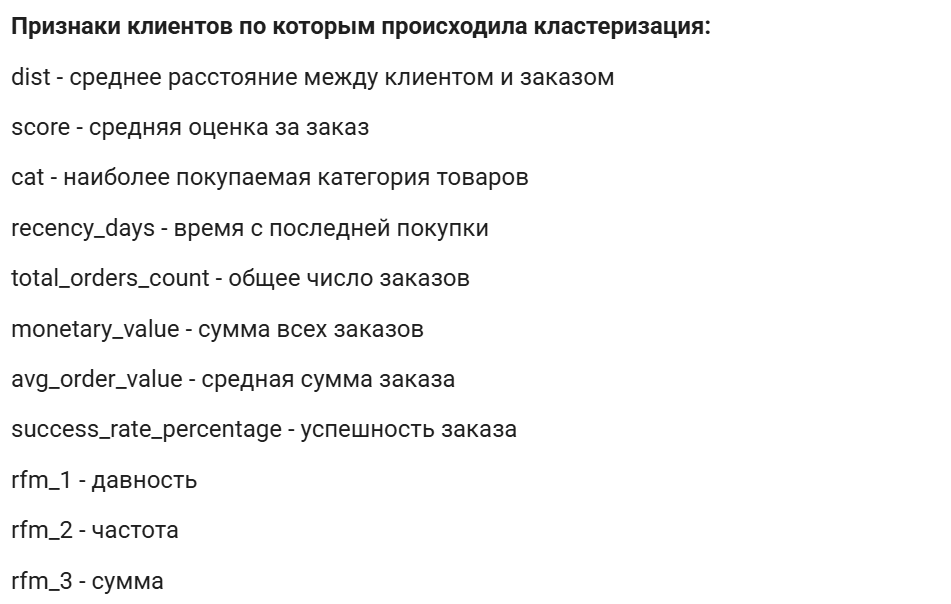 Признаки клиентов по которым происходила кластеризация:
dist - среднее расстояние между клиентом и заказом
score - средняя оценка за заказ
cat - наиболее покупаемая категория товаров
recency_days - время с последней покупки
total_orders_count - общее число заказов
monetary_value - сумма всех заказов
avg_order_value - средная сумма заказа
success_rate_percentage - успешность заказа
rfm_1 - давность
rfm_2 - частота
rfm_3 - сумма